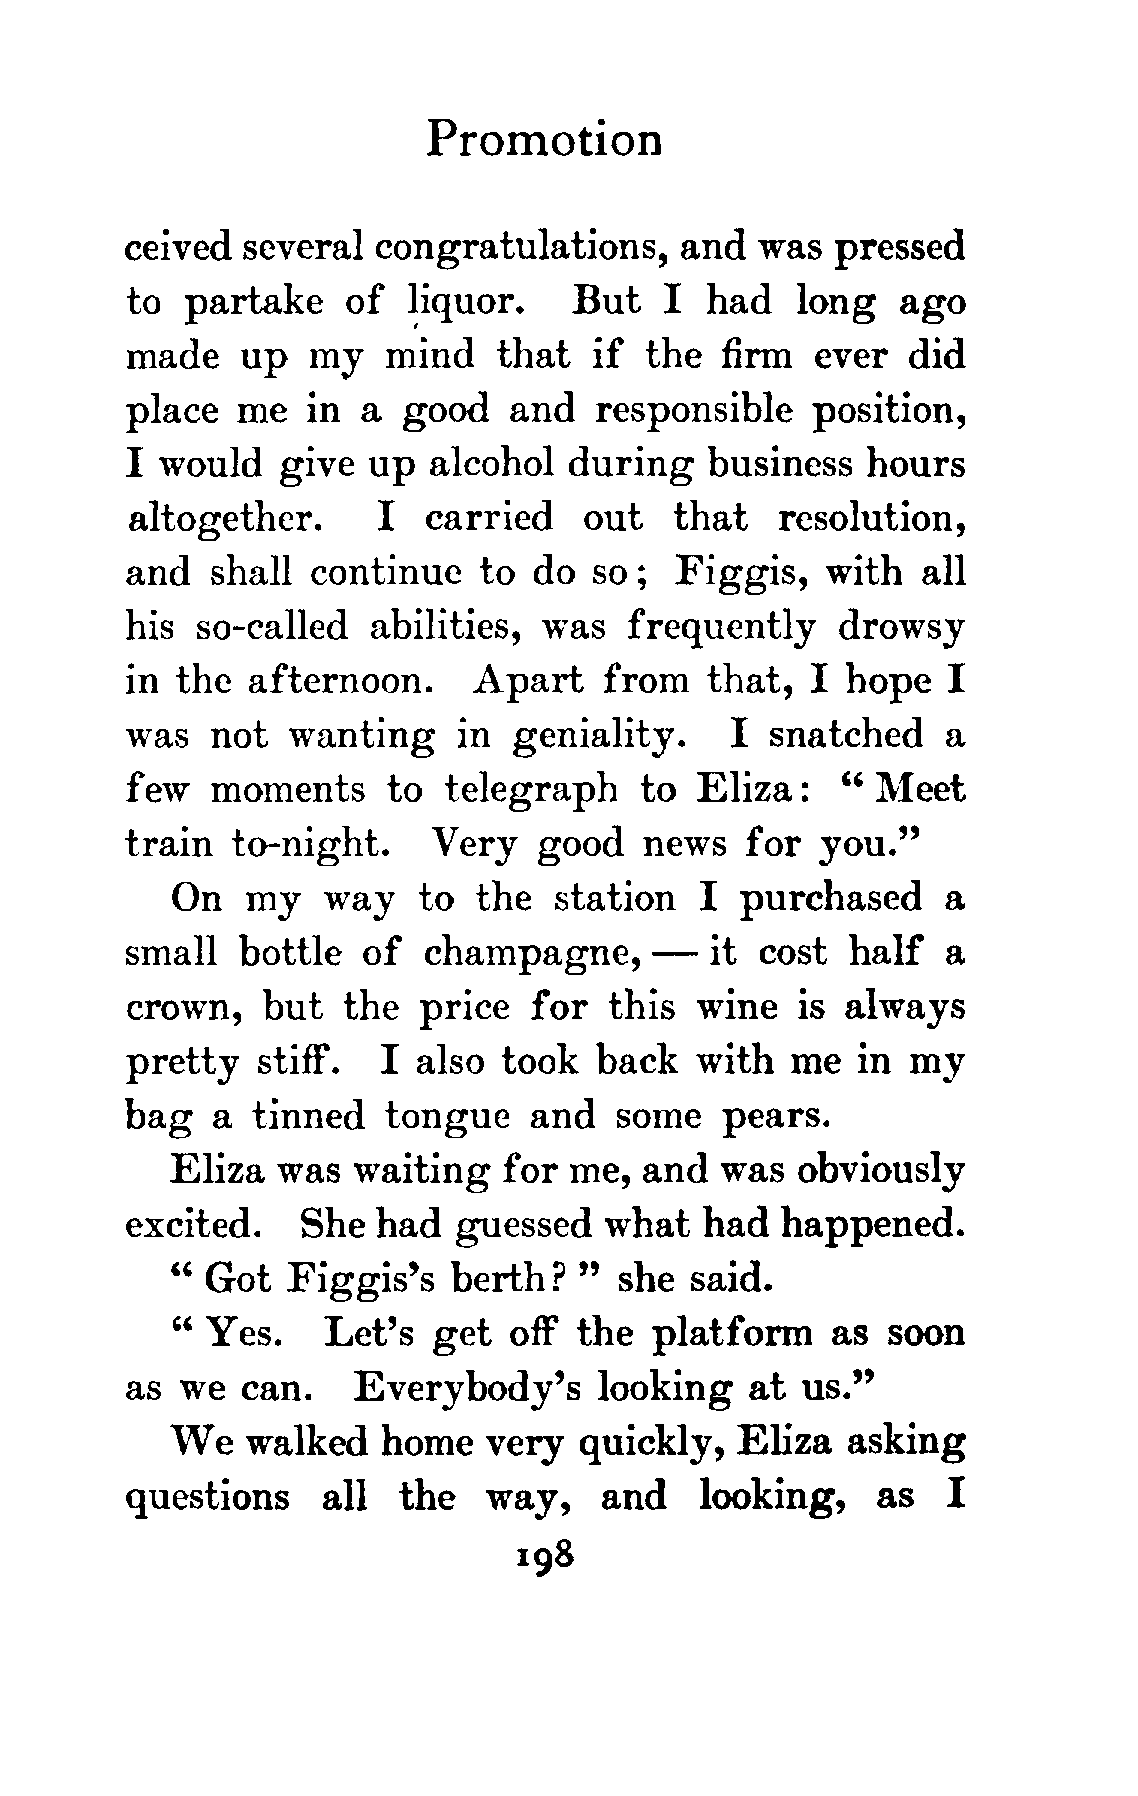 Promotion
ceived several congratulations, and was pressed
to partake of liquor. But I had long ago
made up my mind that if the firm ever did
place me in a good and responsible position,
I would give up alcohol during business hours
altogether. I carried out that resolution,
and shall continue to do so; Figgis, with all
his so-called abilities, was frequently drowsy
in the afternoon. Apart from that, I hope I
was not wanting in geniality. I snatched a
few moments to telegraph to Eliza: “Meet
train to-night. Very good news for you.”
On my way to the station I purchased a
small bottle of champagne,—it cost half a
crown, but the price for this wine is always
pretty stiff. I also took back with me in my
bag a tinned tongue and some pears.
Eliza was waiting for me, and was obviously
excited. She had guessed what had happened.
“Got Figgis’s berth?” she said.
“Yes. Let’s get off the platform as soon
as we can. Everybody’s looking at us.”
We walked home very quickly, Eliza asking
questions all the way, and looking, as I
198